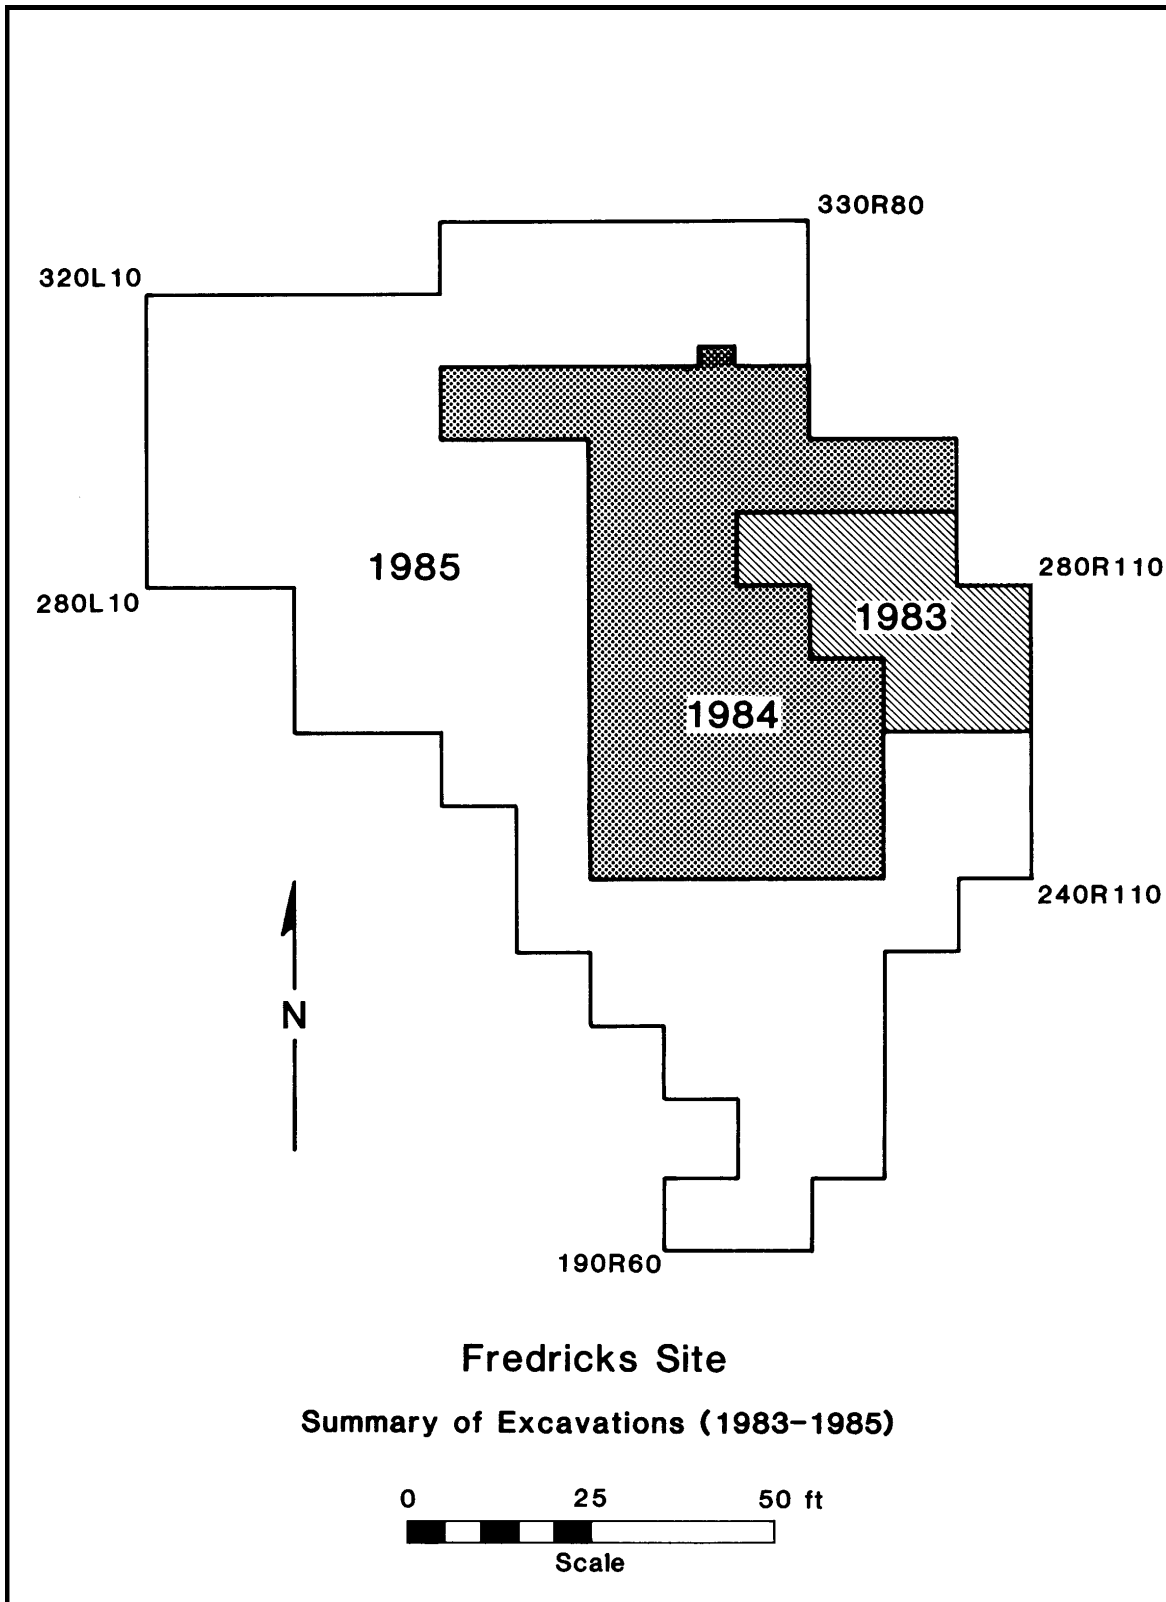 330R80
320L10
1985
280R110
280L10
1983
1984
240R110
N
190R60
Fredricks Site
Summary of Excavations (1983-1985)
0 25 50 ft
Scale